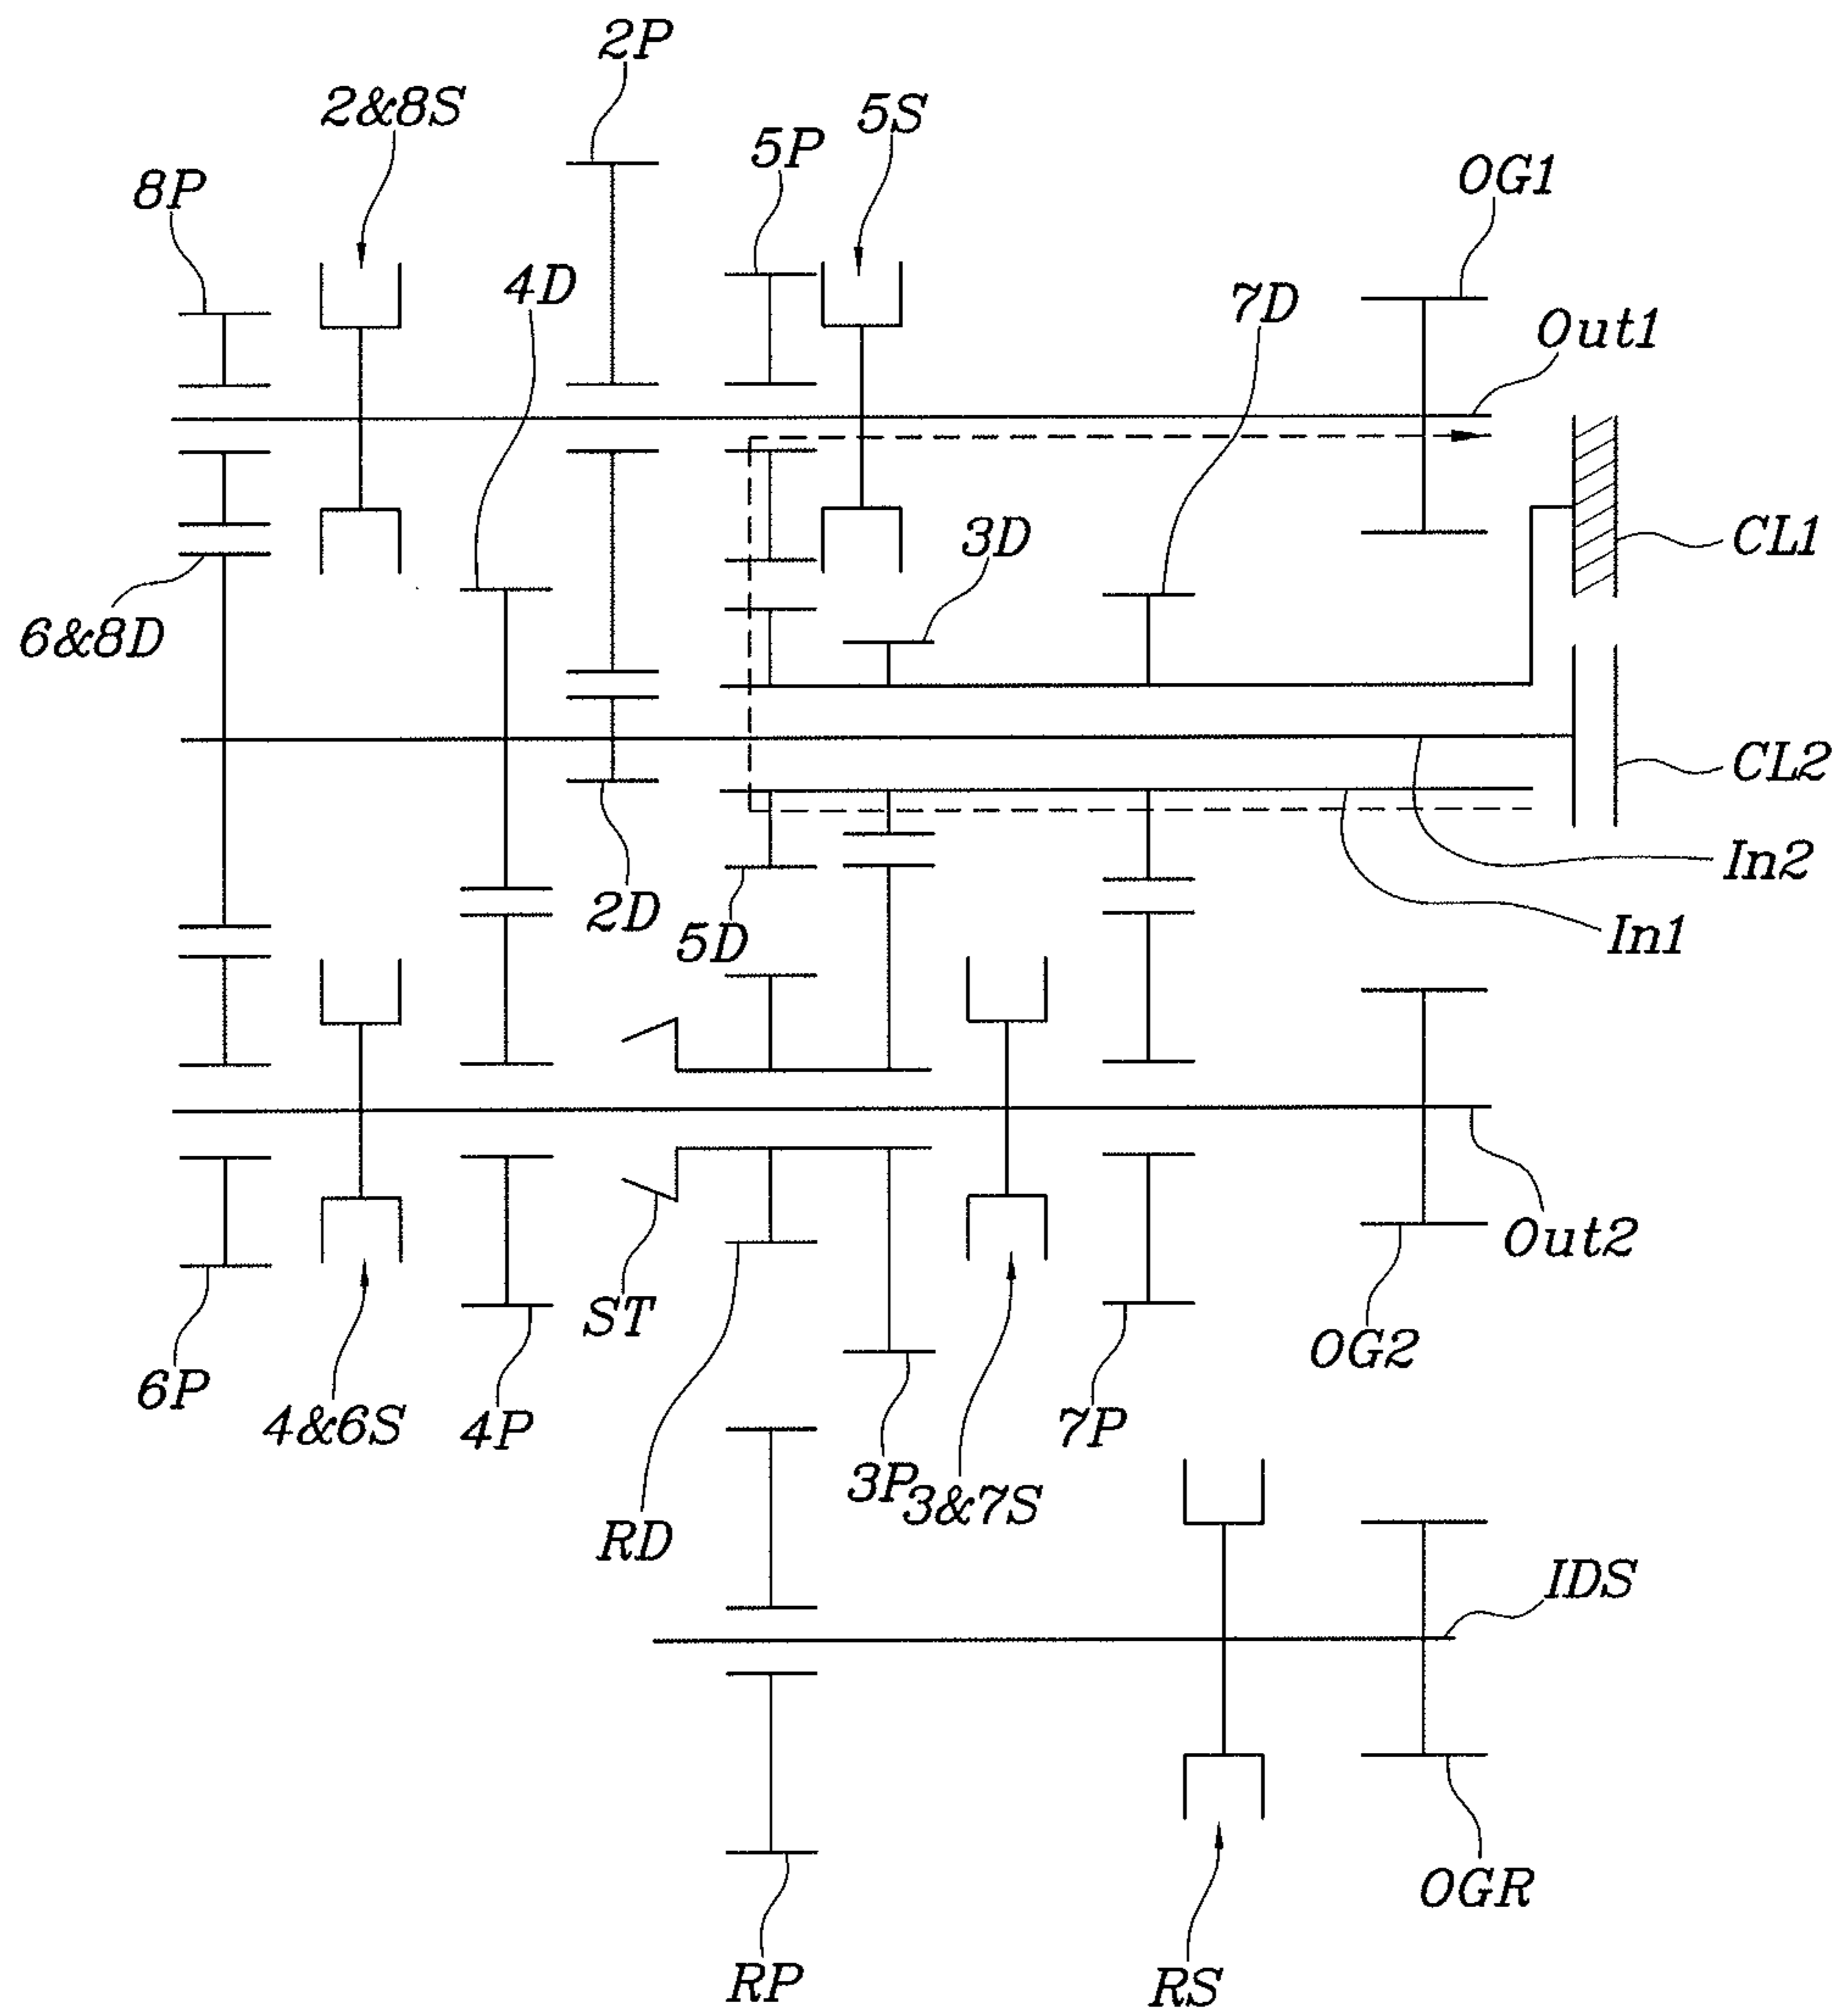 2P
2&8S
5S
5P
OG1
8P
4D
7D
Out1
3D
CL1
6&8D
CL2
In2
2D
5D
In1
Out2
ST
OG2
6P
4&6S
4P
7P
3P
3&7S
RD
IDS
OGR
RP
RS